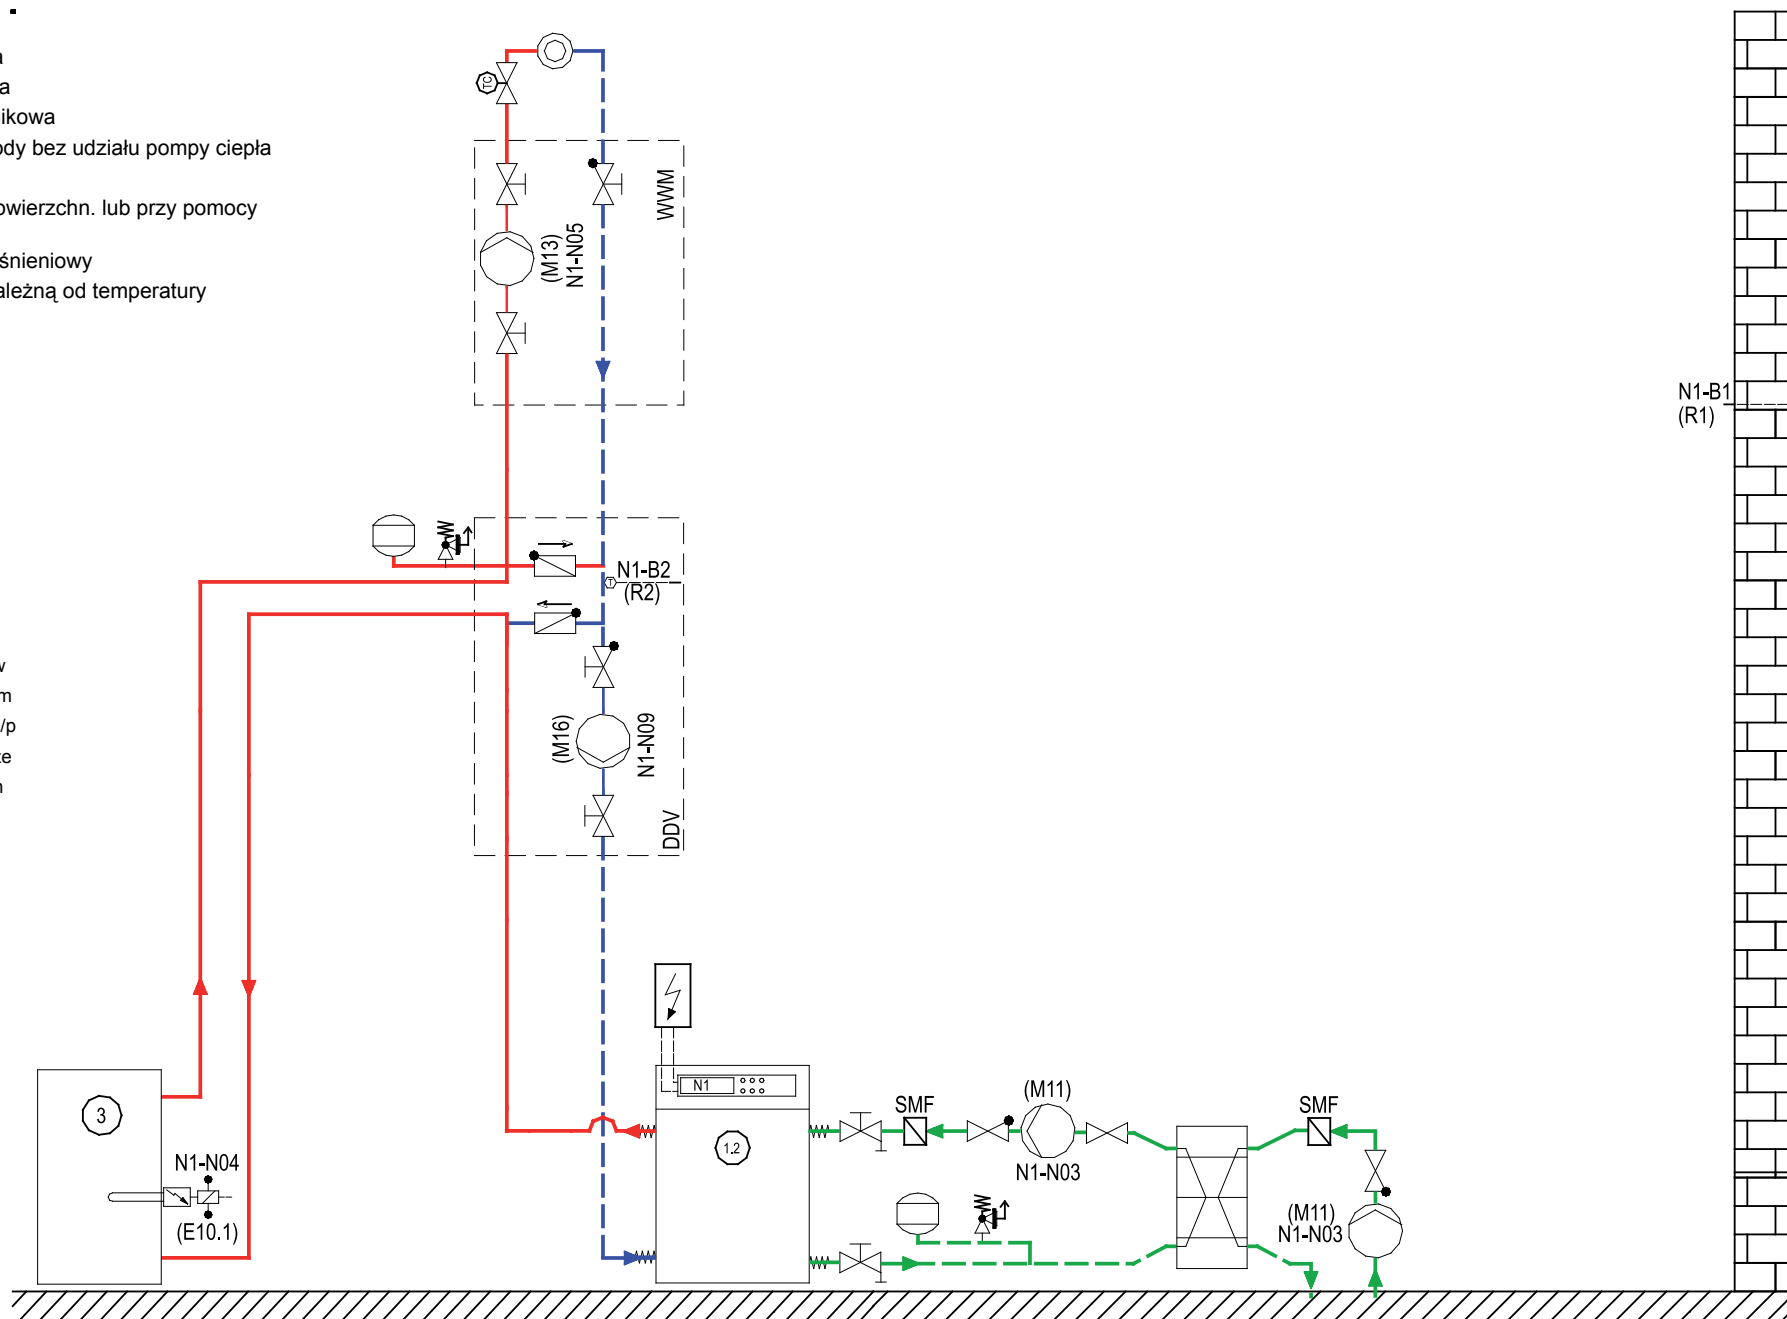 a
a
ikowa
ody bez udziału pompy ciepła
owierzchn. lub przy pomocy
śnieniowy
ależną od temperatury
w
m
/p
te
TC
WWM
(M13)
N1-N05
N1-B1
(R1)
N1-B2
(R2)
(M16)
N1-N09
DDV
N1
1.2
3
N1-N04
(E10.1)
SMF
(M11)
N1-N03
SMF
(M11)
N1-N03
T